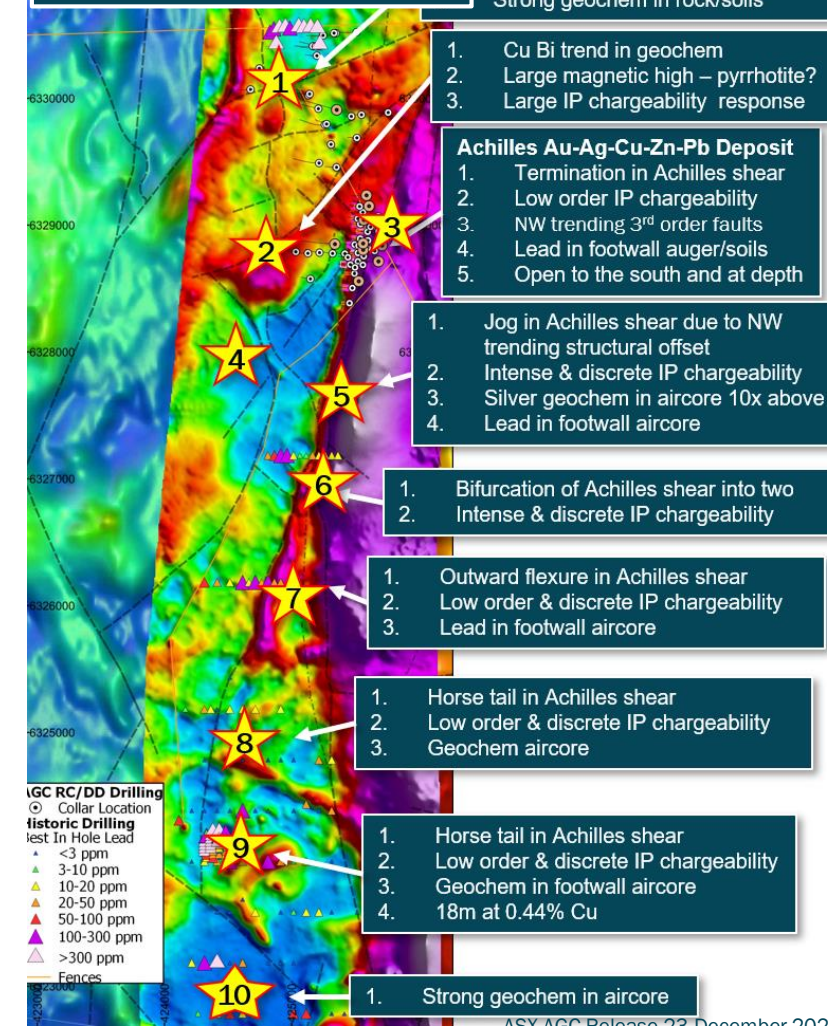 Strong geochem in rock/soils
1. Cu Bi trend in geochem
2. Large magnetic high – pyrrhotite?
3. Large IP chargeability response
Achilles Au-Ag-Cu-Zn-Pb Deposit
1. Termination in Achilles shear
2. Low order IP chargeability
3. NW trending 3rd order faults
4. Lead in footwall auger/soils
5. Open to the south and at depth
1. Jog in Achilles shear due to NW
trending structural offset
2. Intense & discrete IP chargeability
3. Silver geochem in aircore 10x above
4. Lead in footwall aircore
1. Bifurcation of Achilles shear into two
2. Intense & discrete IP chargeability
1. Outward flexure in Achilles shear
2. Low order & discrete IP chargeability
3. Lead in footwall aircore
1. Horse tail in Achilles shear
2. Low order & discrete IP chargeability
3. Geochem aircore
1. Horse tail in Achilles shear
2. Low order & discrete IP chargeability
3. Geochem in footwall aircore
4. 18m at 0.44% Cu
1. Strong geochem in aircore
1
2
3
4
5
6
7
8
9
10
6330000
6329000
6328000
6327000
6326000
6325000
423000
424000
AGC RC/DD Drilling
Collar Location
Historic Drilling
Best In Hole Lead
<3 ppm
3-10 ppm
10-20 ppm
20-50 ppm
50-100 ppm
100-300 ppm
>300 ppm
Fences
ASX AGC Release 23 December 202